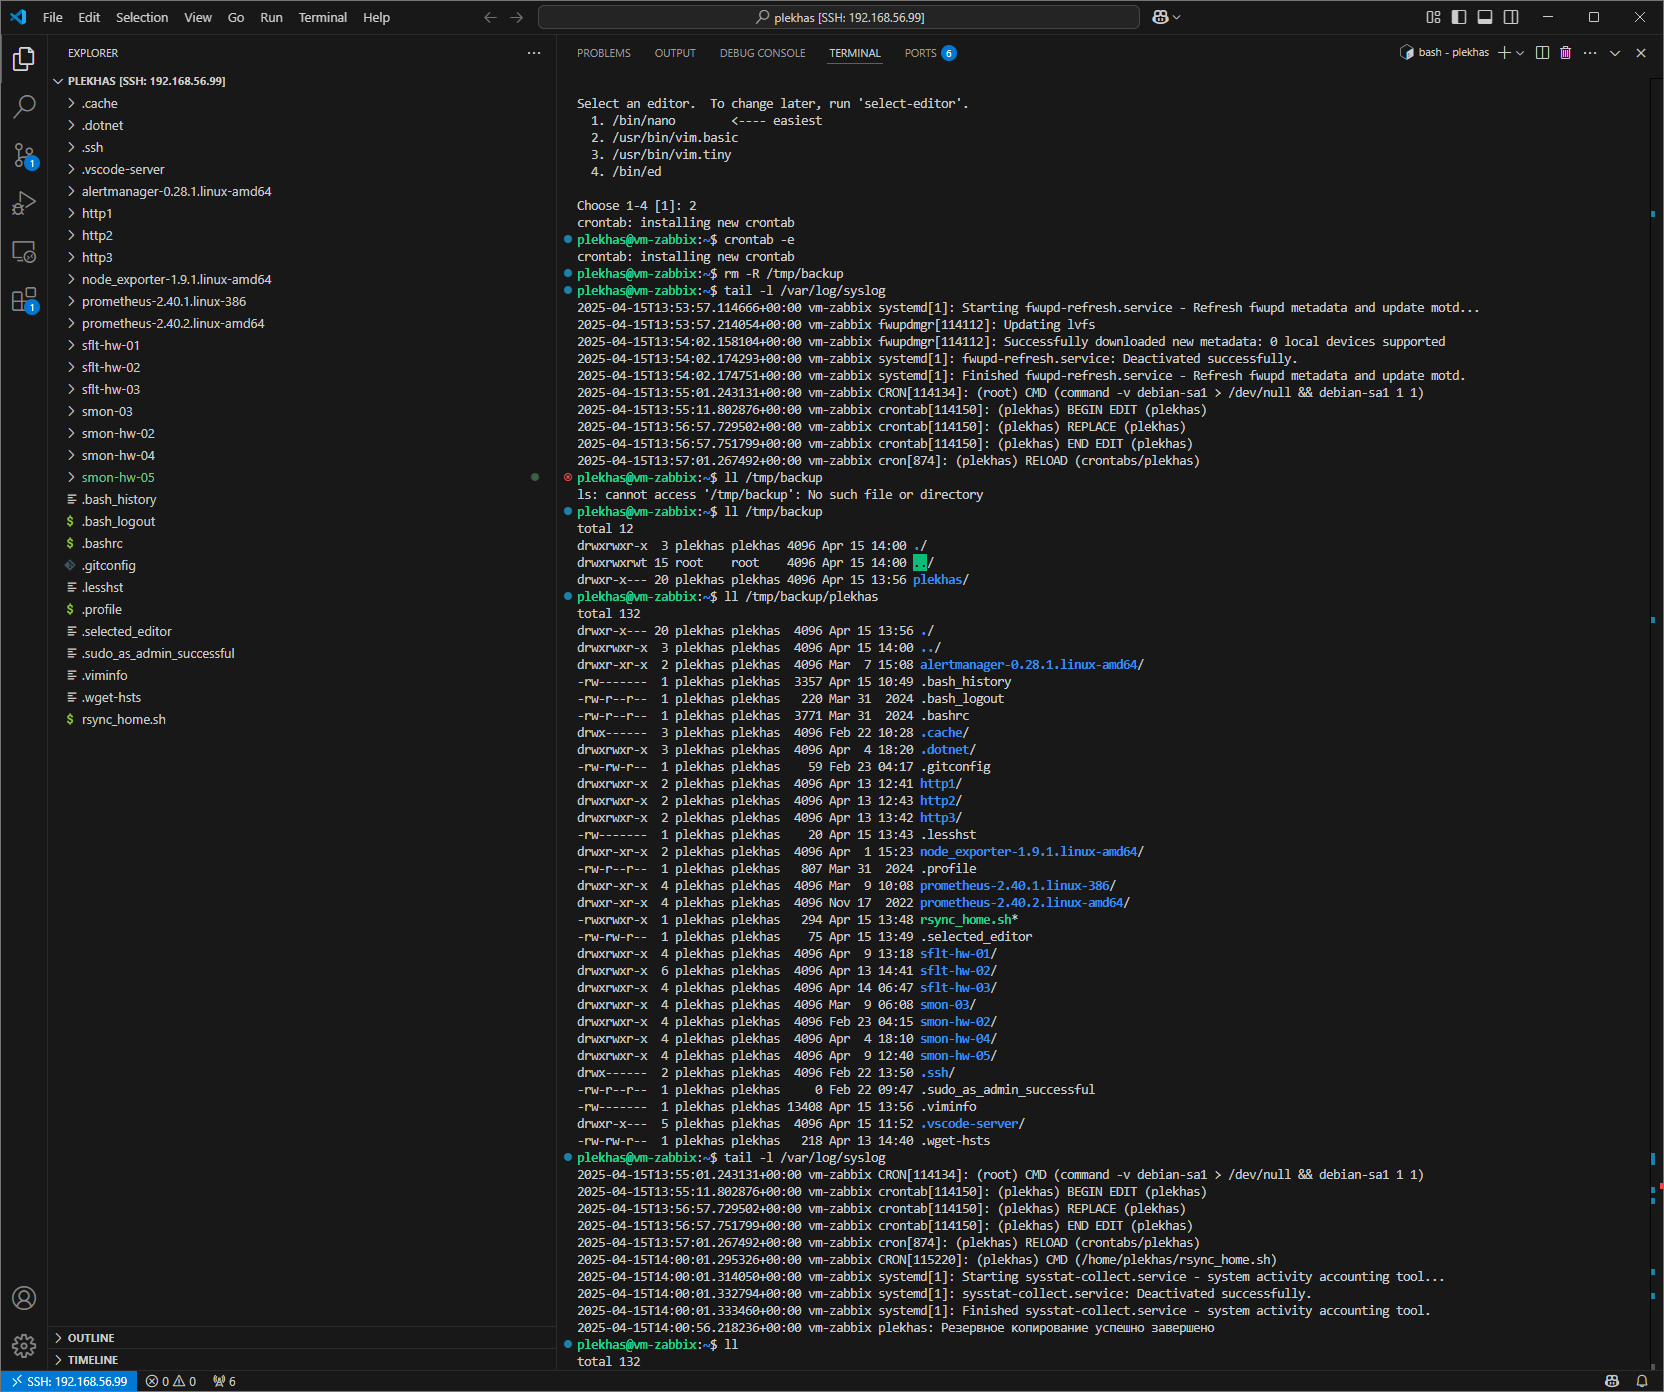 File Edit Selection View Go Run Terminal Help
plekhas [SSH: 192.168.56.99]
EXPLORER
PLEKHAS [SSH: 192.168.56.99]
.cache
.dotnet
.ssh
.vscode-server
alertmanager-0.28.1.linux-amd64
http1
http2
http3
node_exporter-1.9.1.linux-amd64
prometheus-2.40.1.linux-386
prometheus-2.40.2.linux-amd64
sflt-hw-01
sflt-hw-02
sflt-hw-03
smon-03
smon-hw-02
smon-hw-04
smon-hw-05
.bash_history
$ .bash_logout
$ .bashrc
.gitconfig
.lesshst
$ .profile
.selected_editor
.sudo_as_admin_successful
.viminfo
.wget-hsts
$ rsync_home.sh
OUTLINE
TIMELINE
1
1
PROBLEMS OUTPUT DEBUG CONSOLE TERMINAL PORTS 6
bash - plekhas
Select an editor.  To change later, run 'select-editor'.
  1. /bin/nano        <---- easiest
  2. /usr/bin/vim.basic
  3. /usr/bin/vim.tiny
  4. /bin/ed
Choose 1-4 [1]: 2
crontab: installing new crontab
plekhas@vm-zabbix:~$ crontab -e
crontab: installing new crontab
plekhas@vm-zabbix:~$ rm -R /tmp/backup
plekhas@vm-zabbix:~$ tail -l /var/log/syslog
2025-04-15T13:53:57.114666+00:00 vm-zabbix systemd[1]: Starting fwupd-refresh.service - Refresh fwupd metadata and update motd...
2025-04-15T13:53:57.214054+00:00 vm-zabbix fwupdmgr[114112]: Updating lvfs
2025-04-15T13:54:02.158104+00:00 vm-zabbix fwupdmgr[114112]: Successfully downloaded new metadata: 0 local devices supported
2025-04-15T13:54:02.174293+00:00 vm-zabbix systemd[1]: fwupd-refresh.service: Deactivated successfully.
2025-04-15T13:54:02.174751+00:00 vm-zabbix systemd[1]: Finished fwupd-refresh.service - Refresh fwupd metadata and update motd.
2025-04-15T13:55:01.243131+00:00 vm-zabbix CRON[114134]: (root) CMD (command -v debian-sa1 > /dev/null && debian-sa1 1 1)
2025-04-15T13:55:11.802876+00:00 vm-zabbix crontab[114150]: (plekhas) BEGIN EDIT (plekhas)
2025-04-15T13:56:57.729502+00:00 vm-zabbix crontab[114150]: (plekhas) REPLACE (plekhas)
2025-04-15T13:56:57.751799+00:00 vm-zabbix crontab[114150]: (plekhas) END EDIT (plekhas)
2025-04-15T13:57:01.267492+00:00 vm-zabbix cron[874]: (plekhas) RELOAD (crontabs/plekhas)
plekhas@vm-zabbix:~$ ll /tmp/backup
ls: cannot access '/tmp/backup': No such file or directory
plekhas@vm-zabbix:~$ ll /tmp/backup
total 12
drwxrwxr-x  3 plekhas plekhas 4096 Apr 15 14:00 ./
drwxrwxrwt 15 root    root    4096 Apr 15 14:00 ../
drwxr-x--- 20 plekhas plekhas 4096 Apr 15 13:56 plekhas/
plekhas@vm-zabbix:~$ ll /tmp/backup/plekhas
total 132
drwxr-x--- 20 plekhas plekhas  4096 Apr 15 13:56 ./
drwxrwxr-x  3 plekhas plekhas  4096 Apr 15 14:00 ../
drwxr-xr-x  2 plekhas plekhas  4096 Mar  7 15:08 alertmanager-0.28.1.linux-amd64/
-rw-------  1 plekhas plekhas  3357 Apr 15 10:49 .bash_history
-rw-r--r--  1 plekhas plekhas   220 Mar 31  2024 .bash_logout
-rw-r--r--  1 plekhas plekhas  3771 Mar 31  2024 .bashrc
drwx------  3 plekhas plekhas  4096 Feb 22 10:28 .cache/
drwxrwxr-x  3 plekhas plekhas  4096 Apr  4 18:20 .dotnet/
-rw-rw-r--  1 plekhas plekhas    59 Feb 23 04:17 .gitconfig
drwxrwxr-x  2 plekhas plekhas  4096 Apr 13 12:41 http1/
drwxrwxr-x  2 plekhas plekhas  4096 Apr 13 12:43 http2/
drwxrwxr-x  2 plekhas plekhas  4096 Apr 13 13:42 http3/
-rw-------  1 plekhas plekhas    20 Apr 15 13:43 .lesshst
drwxr-xr-x  2 plekhas plekhas  4096 Apr  1 15:23 node_exporter-1.9.1.linux-amd64/
-rw-r--r--  1 plekhas plekhas   807 Mar 31  2024 .profile
drwxr-xr-x  4 plekhas plekhas  4096 Mar  9 10:08 prometheus-2.40.1.linux-386/
drwxr-xr-x  4 plekhas plekhas  4096 Nov 17  2022 prometheus-2.40.2.linux-amd64/
-rwxrwxr-x  1 plekhas plekhas   294 Apr 15 13:48 rsync_home.sh*
-rw-rw-r--  1 plekhas plekhas    75 Apr 15 13:49 .selected_editor
drwxrwxr-x  4 plekhas plekhas  4096 Apr  9 13:18 sflt-hw-01/
drwxrwxr-x  6 plekhas plekhas  4096 Apr 13 14:41 sflt-hw-02/
drwxrwxr-x  4 plekhas plekhas  4096 Apr 14 06:47 sflt-hw-03/
drwxrwxr-x  4 plekhas plekhas  4096 Mar  9 06:08 smon-03/
drwxrwxr-x  4 plekhas plekhas  4096 Feb 23 04:15 smon-hw-02/
drwxrwxr-x  4 plekhas plekhas  4096 Apr  4 18:10 smon-hw-04/
drwxrwxr-x  4 plekhas plekhas  4096 Apr  9 12:40 smon-hw-05/
drwx------  2 plekhas plekhas  4096 Feb 22 13:50 .ssh/
-rw-r--r--  1 plekhas plekhas     0 Feb 22 09:47 .sudo_as_admin_successful
-rw-------  1 plekhas plekhas 13408 Apr 15 13:56 .viminfo
drwxr-x---  5 plekhas plekhas  4096 Apr 15 11:52 .vscode-server/
-rw-rw-r--  1 plekhas plekhas   218 Apr 13 14:40 .wget-hsts
plekhas@vm-zabbix:~$ tail -l /var/log/syslog
2025-04-15T13:55:01.243131+00:00 vm-zabbix CRON[114134]: (root) CMD (command -v debian-sa1 > /dev/null && debian-sa1 1 1)
2025-04-15T13:55:11.802876+00:00 vm-zabbix crontab[114150]: (plekhas) BEGIN EDIT (plekhas)
2025-04-15T13:56:57.729502+00:00 vm-zabbix crontab[114150]: (plekhas) REPLACE (plekhas)
2025-04-15T13:56:57.751799+00:00 vm-zabbix crontab[114150]: (plekhas) END EDIT (plekhas)
2025-04-15T13:57:01.267492+00:00 vm-zabbix cron[874]: (plekhas) RELOAD (crontabs/plekhas)
2025-04-15T14:00:01.295326+00:00 vm-zabbix CRON[115220]: (plekhas) CMD (/home/plekhas/rsync_home.sh)
2025-04-15T14:00:01.314050+00:00 vm-zabbix systemd[1]: Starting sysstat-collect.service - system activity accounting tool...
2025-04-15T14:00:01.332794+00:00 vm-zabbix systemd[1]: sysstat-collect.service: Deactivated successfully.
2025-04-15T14:00:01.333460+00:00 vm-zabbix systemd[1]: Finished sysstat-collect.service - system activity accounting tool.
2025-04-15T14:00:56.218236+00:00 vm-zabbix plekhas: Резервное копирование успешно завершено
plekhas@vm-zabbix:~$ ll
total 132
SSH: 192.168.56.99 0 0 6